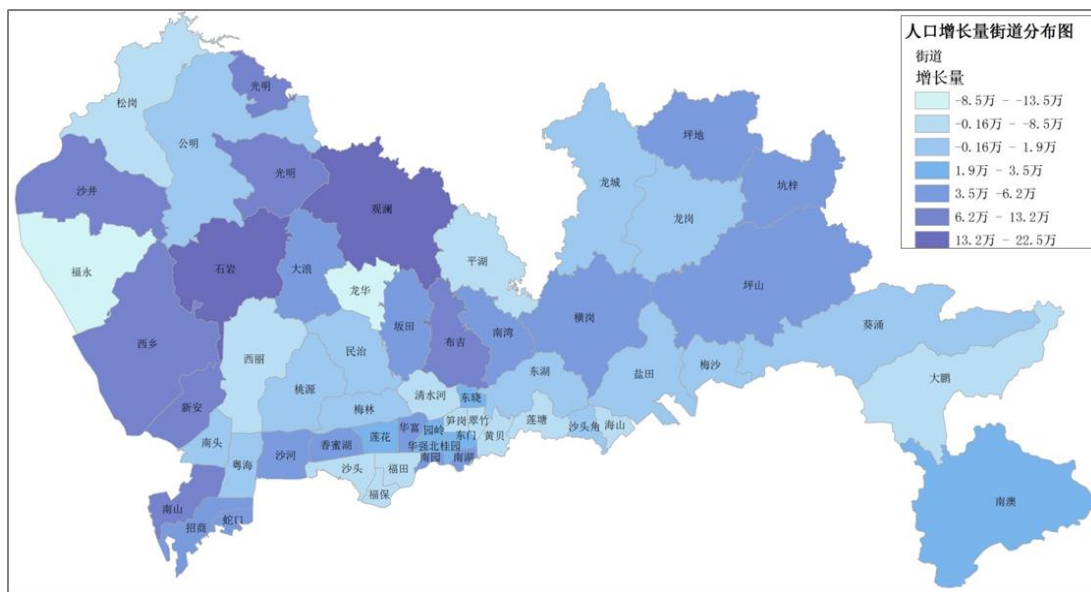 人口增长量街道分布图
街道
增长量
-8.5万 - -13.5万
-0.16万 - -8.5万
-0.16万 - 1.9万
1.9万 - 3.5万
3.5万 -6.2万
6.2万 - 13.2万
13.2万 - 22.5万
光明
松岗
公明
坪地
光明
龙城
坑梓
沙井
观澜
龙岗
平湖
福永
石岩
大浪
龙华
坪山
横岗
坂田
南湾
葵涌
西乡
布吉
民治
西丽
东湖
盐田
梅沙
大鹏
桃源
清水河
东晓
新安
梅林
笋岗
翠竹
莲塘
沙头角
海山
华富
园岭
莲花
东门
黄贝
南头
香蜜湖
华强北
桂园
粤海
沙河
南园
南湖
沙头
福田
福保
南山
南澳
蛇口
招商